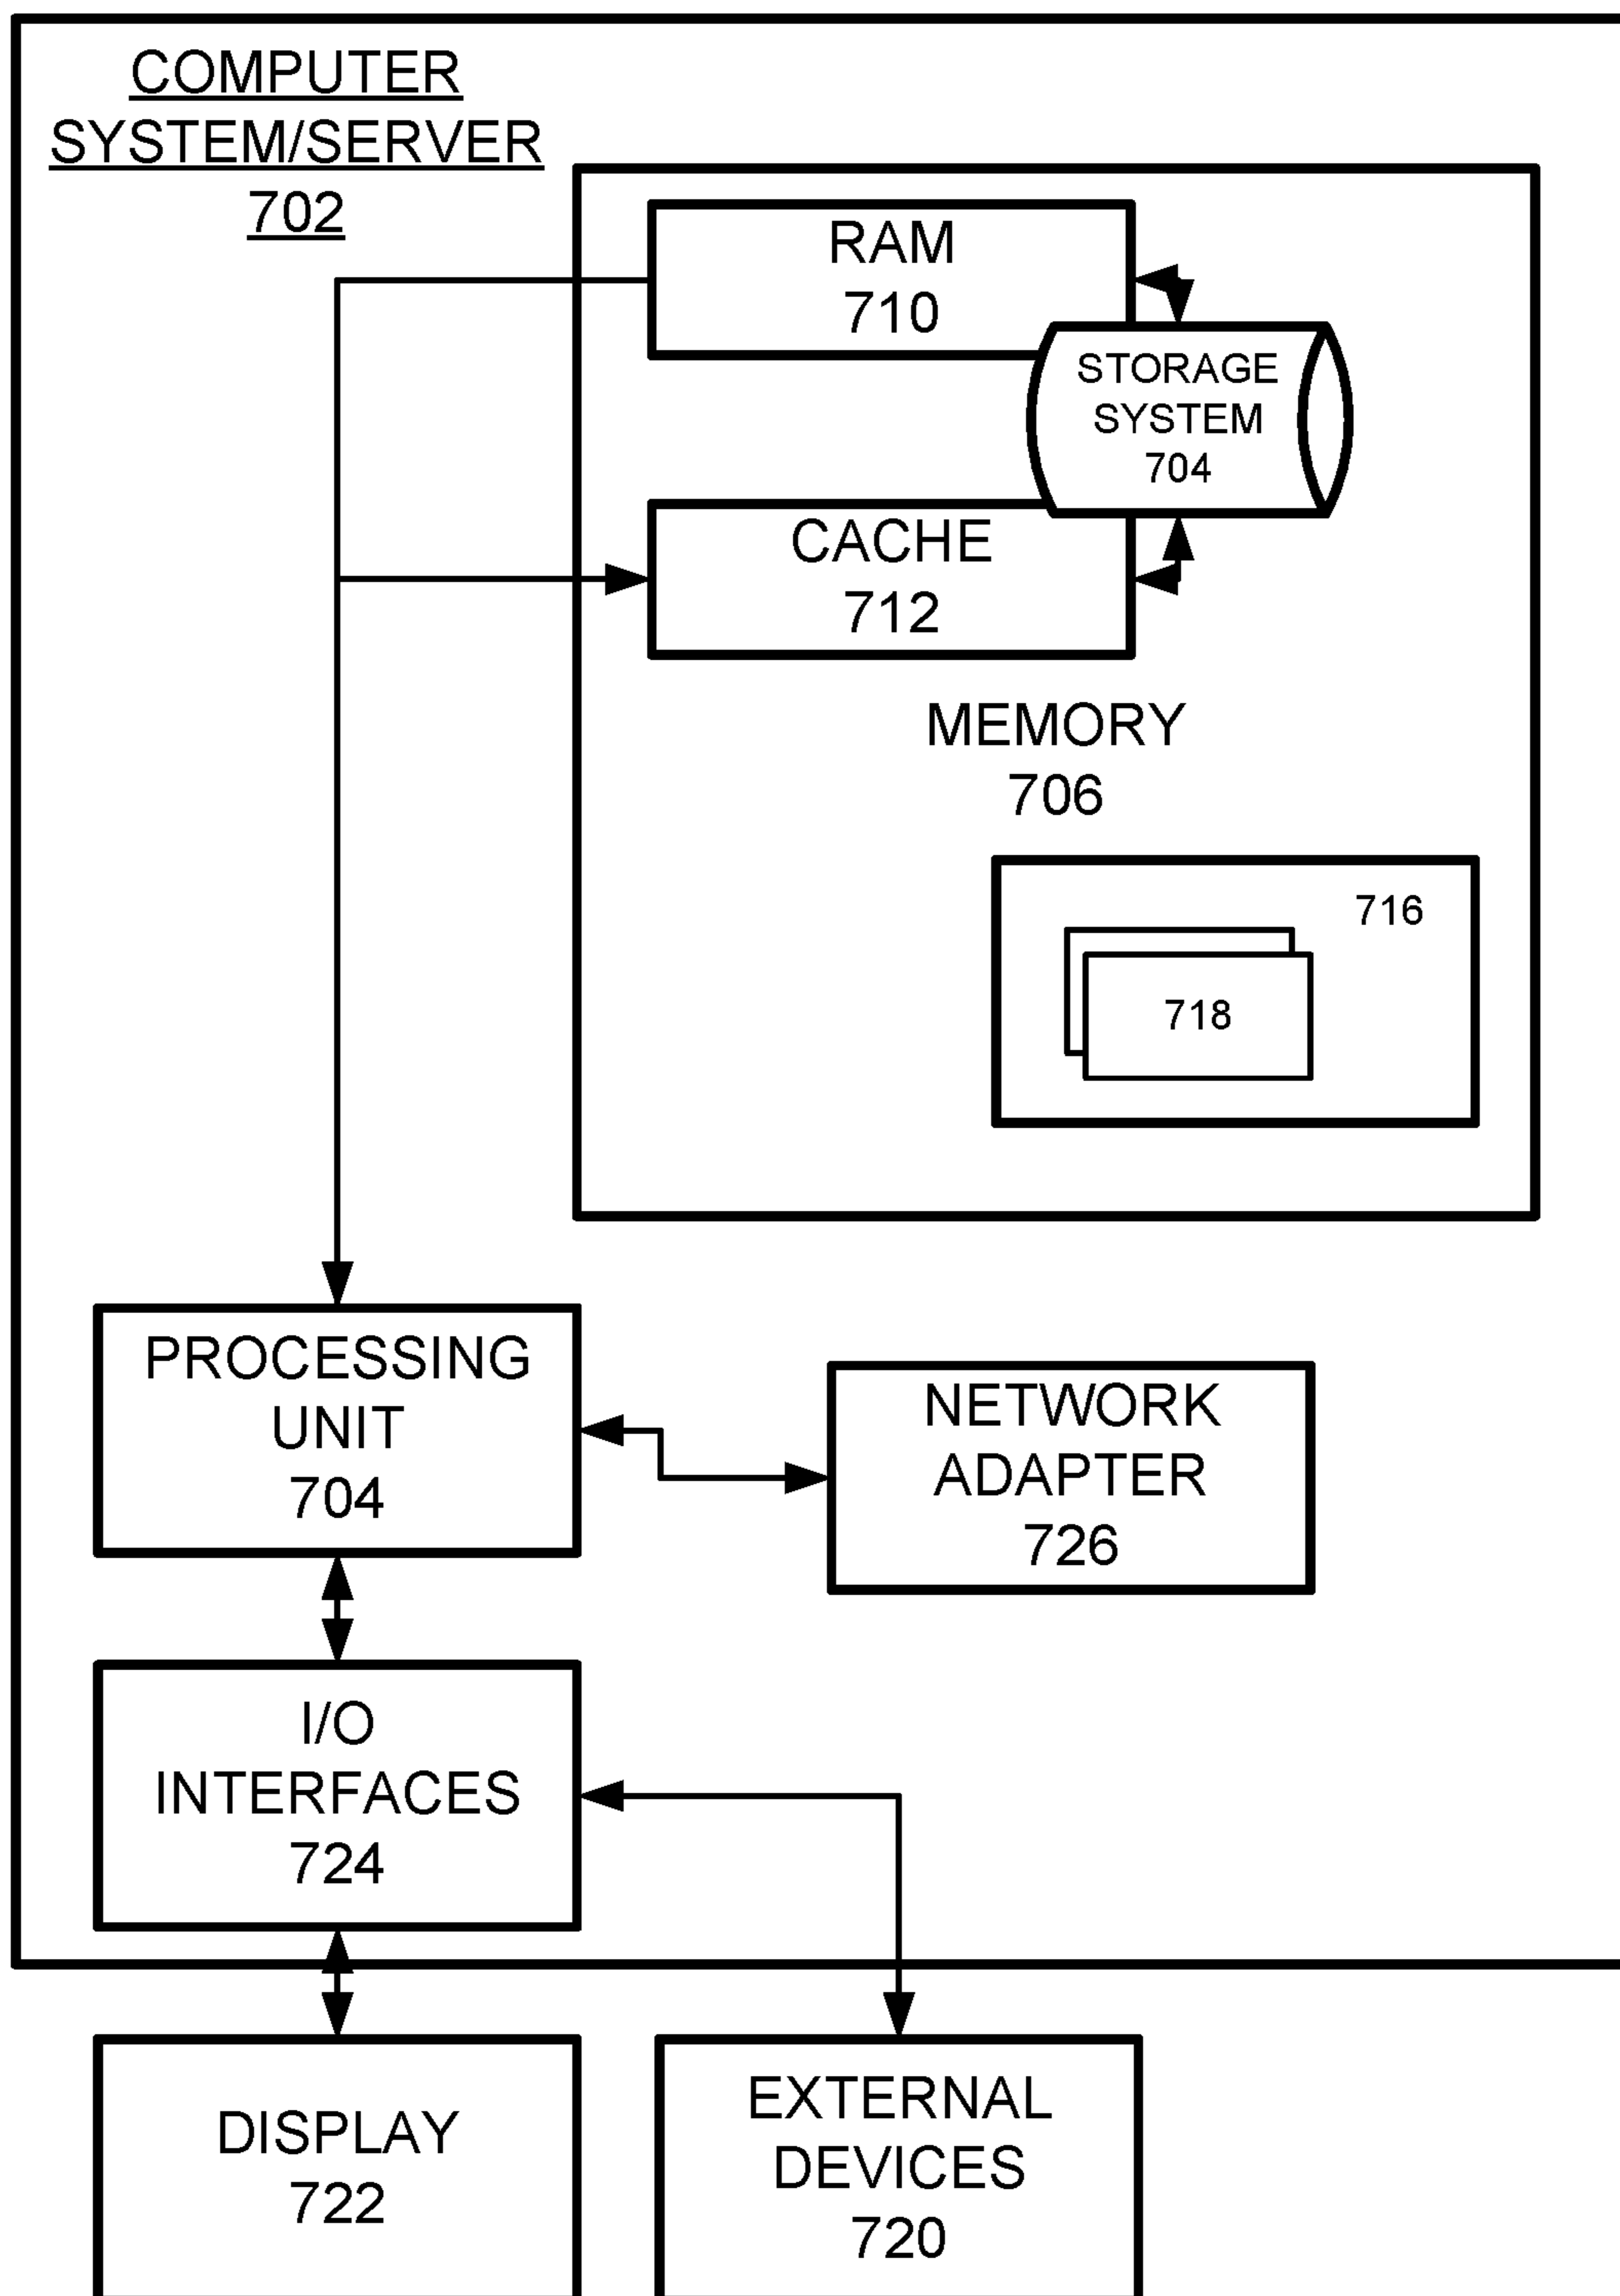 COMPUTER
SYSTEM/SERVER
702
RAM
710
STORAGE
SYSTEM
704
CACHE
712
MEMORY
706
716
718
PROCESSING
UNIT
704
NETWORK
ADAPTER
726
I/O
INTERFACES
724
DISPLAY
722
EXTERNAL
DEVICES
720